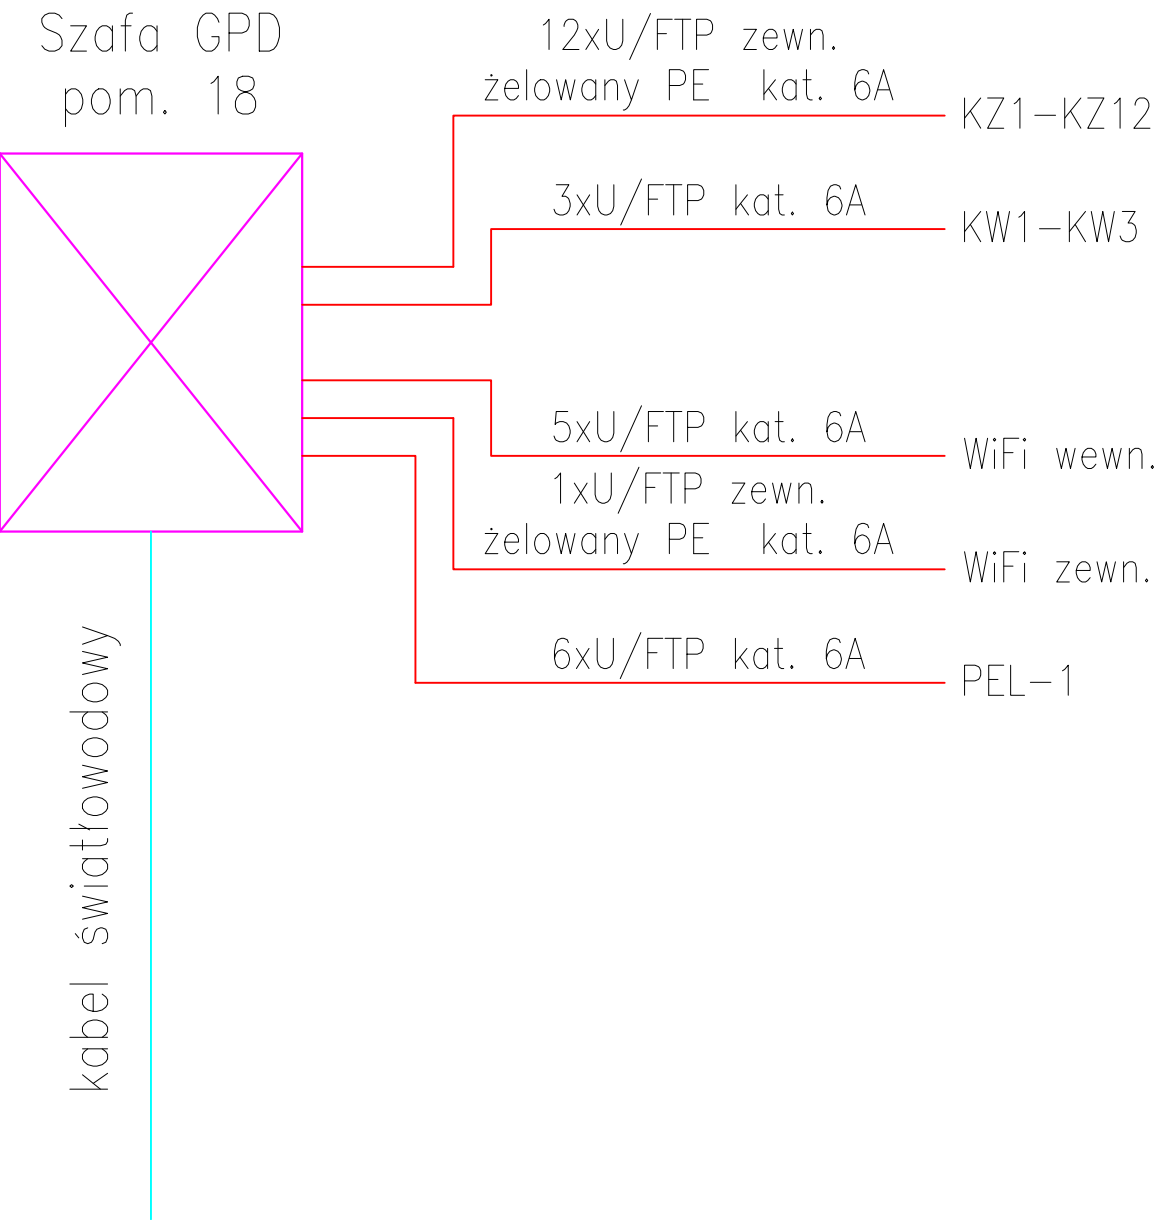 Szafa GPD
pom. 18
12xU/FTP zewn.
żelowany PE kat. 6A
KZ1-KZ12
3xU/FTP kat. 6A
KW1-KW3
5xU/FTP kat. 6A
WiFi wewn.
1xU/FTP zewn.
żelowany PE kat. 6A
WiFi zewn.
6xU/FTP kat. 6A
PEL-1
kabel światłowodowy